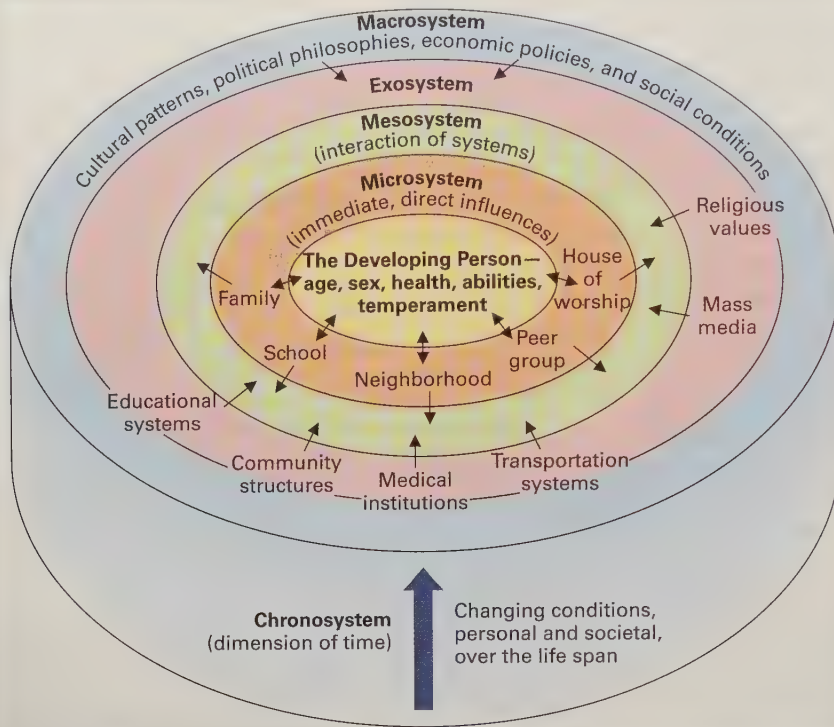 Macrosystem
Cultural patterns, political philosophies, economic policies, and social conditions
Exosystem
Mesosystem
(interaction of systems)
Microsystem
(immediate, direct influences)
The Developing Person—
age, sex, health, abilities,
temperament
Family
School
Neighborhood
Peer
group
House
of
worship
Religious
values
Mass
media
Educational
systems
Community
structures
Medical
institutions
Transportation
systems
Chronosystem
(dimension of time)
Changing conditions,
personal and societal,
over the life span